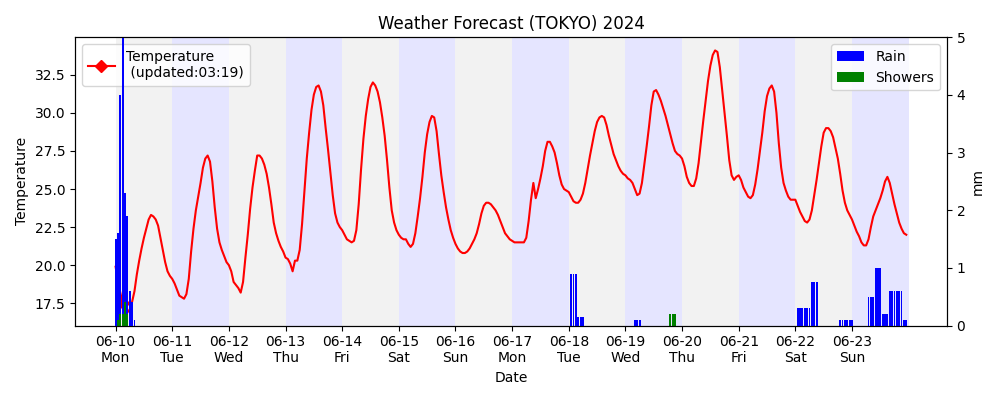 Weather Forecast (TOKYO) 2024
Temperature
(updated:03:19)
Rain
Showers
32.5
30.0
27.5
25.0
22.5
20.0
17.5
Temperature
5
4
3
2
1
0
mm
06-10 06-11 06-12 06-13 06-14 06-15 06-16 06-17 06-18 06-19 06-20 06-21 06-22 06-23
Mon Tue Wed Thu Fri Sat Sun Mon Tue Wed Thu Fri Sat Sun
Date